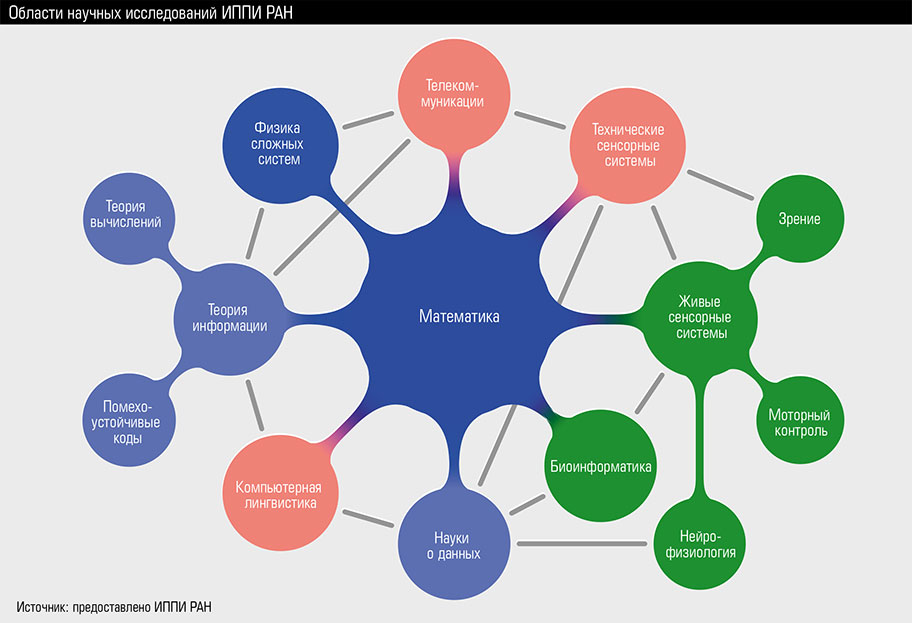 Области научных исследований ИППИ РАН
Телеком-
муникации
Физика
сложных
систем
Технические
сенсорные
системы
Теория
вычислений
Зрение
Теория
информации
Математика
Живые
сенсорные
системы
Помехо-
устойчивые
коды
Моторный
контроль
Компьютерная
лингвистика
Биоинформатика
Науки
о данных
Нейро-
физиология
Источник: предоставлено ИППИ РАН